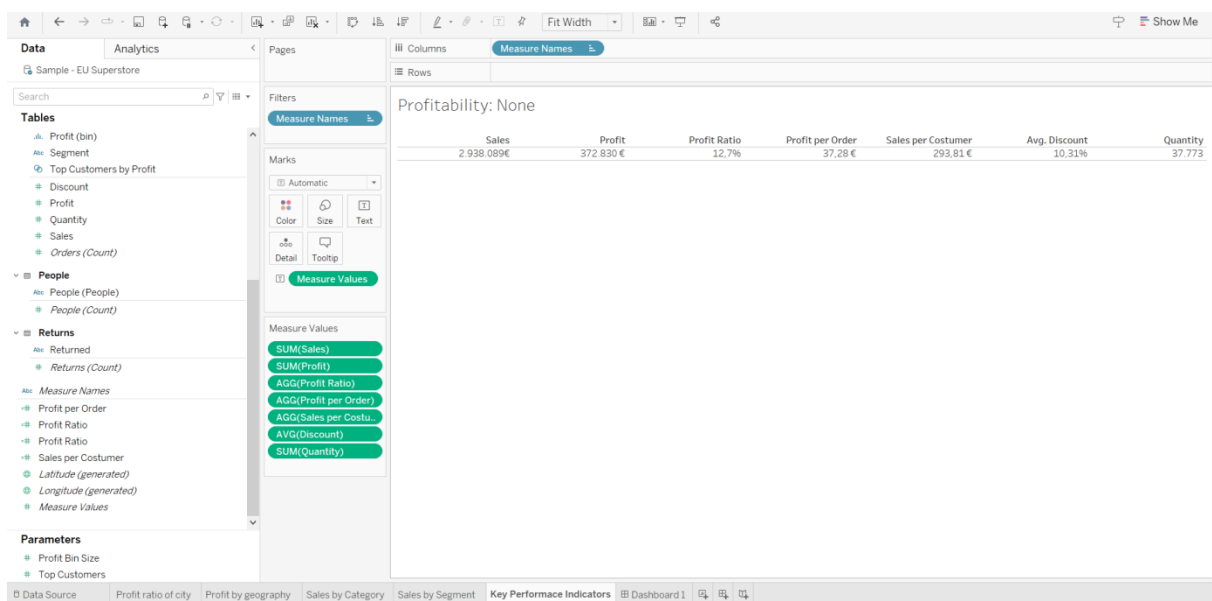 Fit Width
Show Me
Data Analytics
Sample - EU Superstore
Search
Tables
Profit (bin)
Abc Segment
Top Customers by Profit
# Discount
# Profit
# Quantity
# Sales
# Orders (Count)
People
Abc People (People)
# People (Count)
Returns
Abc Returned
# Returns (Count)
Abc Measure Names
=# Profit per Order
=# Profit Ratio
=# Profit Ratio
=# Sales per Costumer
Latitude (generated)
Longitude (generated)
# Measure Values
Parameters
# Profit Bin Size
# Top Customers
Pages
Filters
Measure Names
Marks
Automatic
Color Size Text
Detail Tooltip
Measure Values
Measure Values
SUM(Sales)
SUM(Profit)
AGG(Profit Ratio)
AGG(Profit per Order)
AGG(Sales per Costu..
AVG(Discount)
SUM(Quantity)
Columns Measure Names
Rows
Profitability: None
Sales Profit Profit Ratio Profit per Order Sales per Costumer Avg. Discount Quantity
2.938.089€ 372.830 € 12,7% 37,28 € 293,81 € 10,31% 37.773
Data Source Profit ratio of city Profit by geography Sales by Category Sales by Segment Key Performace Indicators Dashboard 1